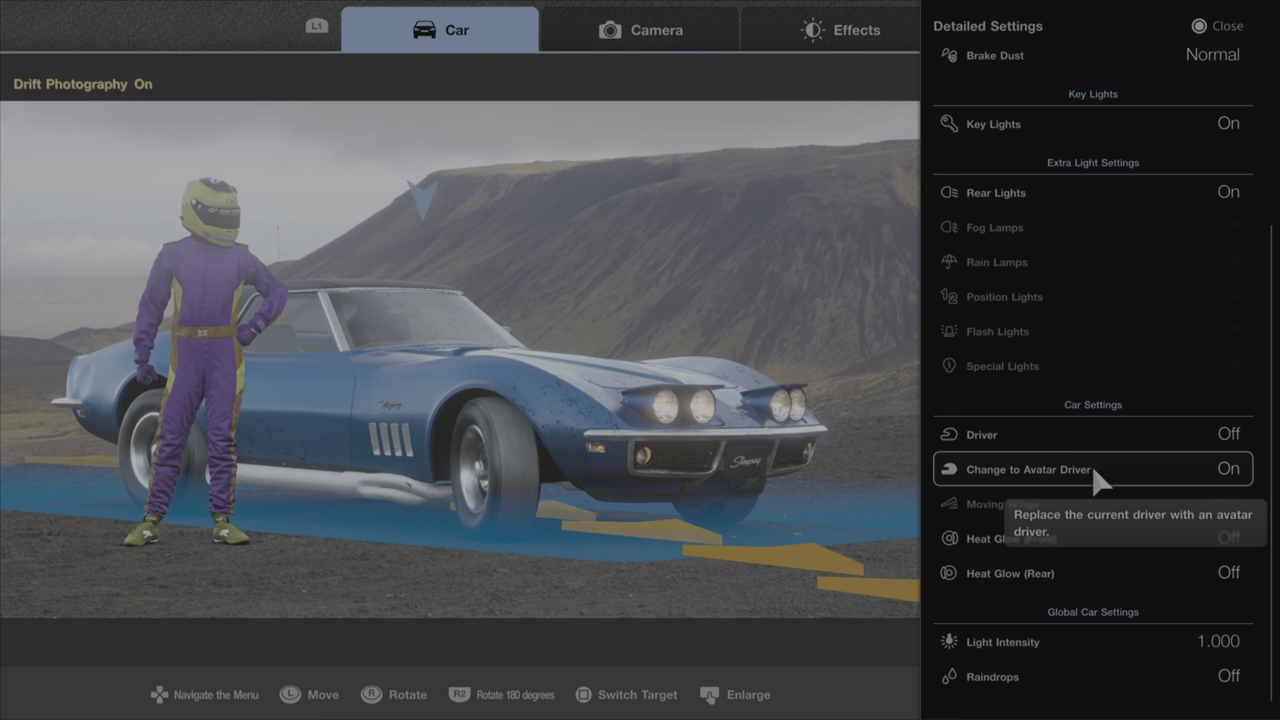 L1
Car
Camera
Effects
Drift Photography On
Stingray
Stingray
Navigate the Menu
L
Move
R
Rotate
R2
Rotate 180 degrees
Switch Target
Enlarge
Detailed Settings
Close
Brake Dust
Normal
Key Lights
Key Lights
On
Extra Light Settings
Rear Lights
On
Fog Lamps
Rain Lamps
Position Lights
Flash Lights
Special Lights
Car Settings
Driver
Off
Change to Avatar Driver
On
Moving
Replace the current driver with an avatar
driver.
Off
Heat Glow (Rear)
Off
Global Car Settings
Light Intensity
1.000
Raindrops
Off